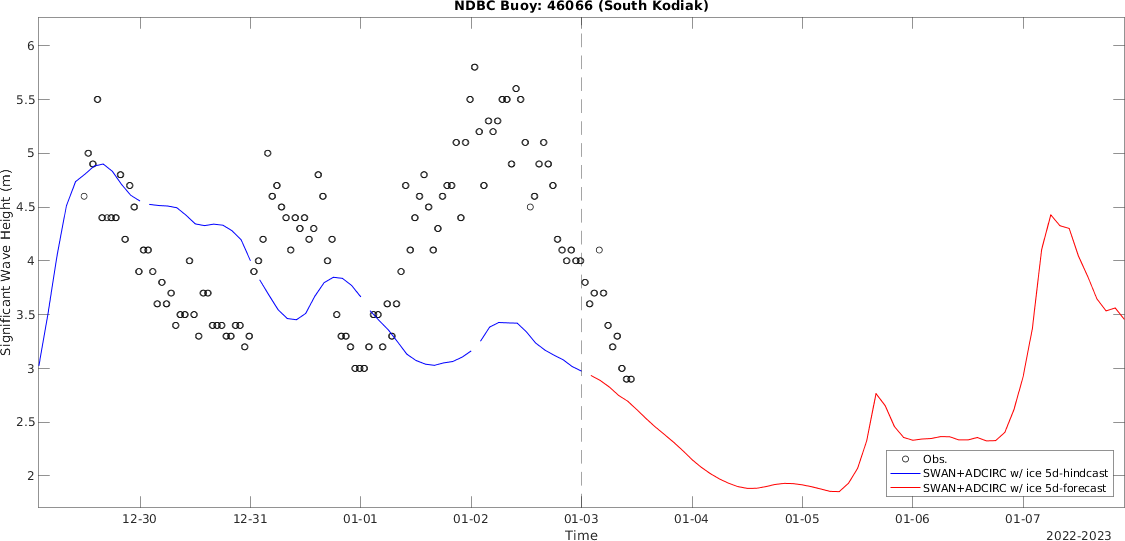 NDBC Buoy: 46066 (South Kodiak)
Significant Wave Height (m)
6
5.5
5
4.5
4
3.5
3
2.5
2
Obs.
SWAN+ADCIRC w/ ice 5d-hindcast
SWAN+ADCIRC w/ ice 5d-forecast
12-30 12-31 01-01 01-02 01-03 01-04 01-05 01-06 01-07
Time
2022-2023